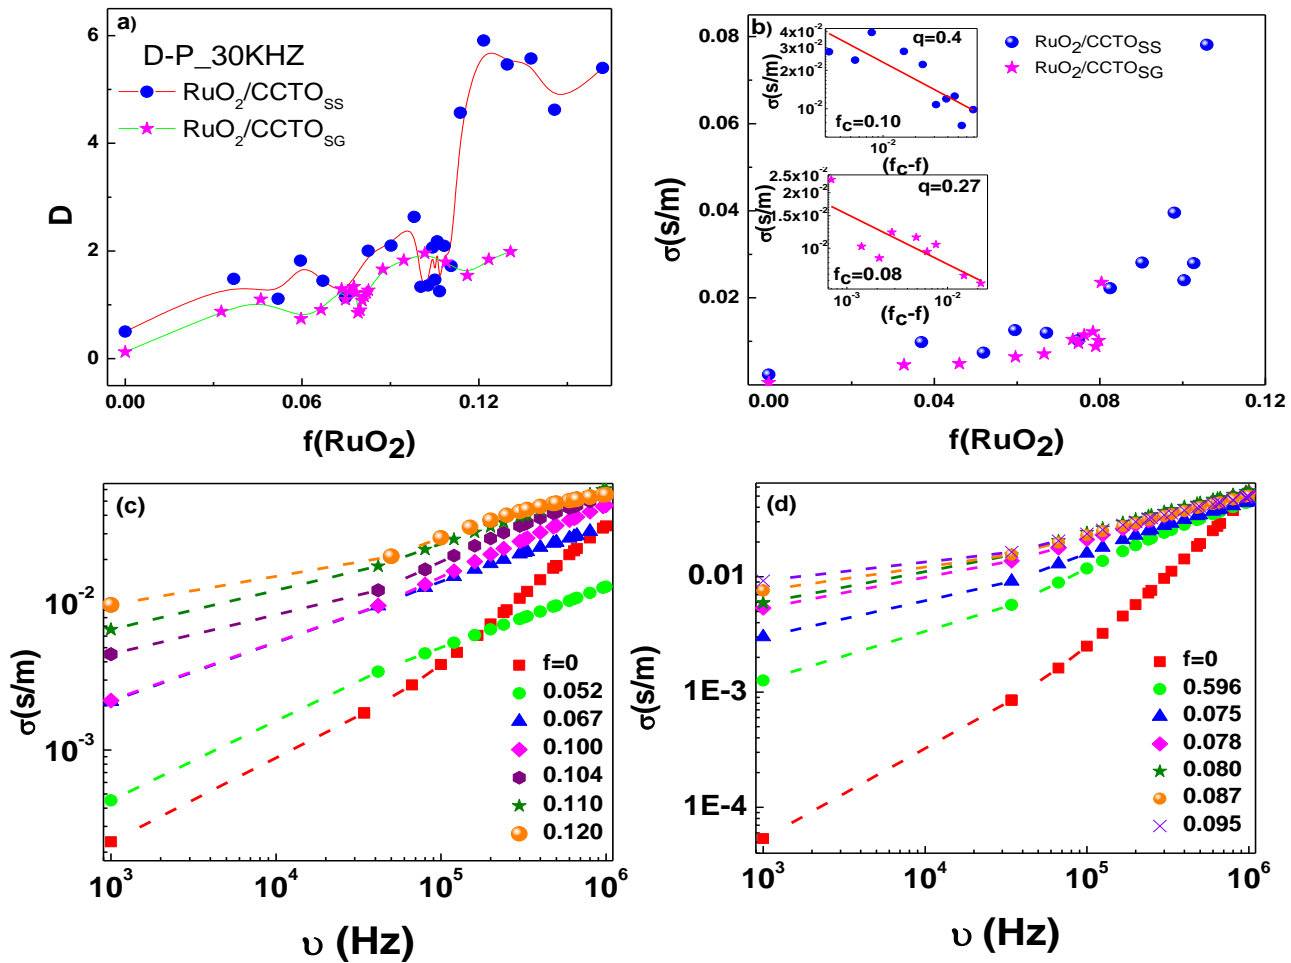 a)
D-P_30KHZ
RuO2/CCTOSS
RuO2/CCTOSG
D
6
4
2
0
0.00
0.06
0.12
f(RuO2)
b)
RuO2/CCTOSS
RuO2/CCTOSG
σ(s/m)
0.08
0.06
0.04
0.02
0.00
0.04
0.08
0.12
f(RuO2)
q=0.4
σ(s/m)
4x10-2
3x10-2
2x10-2
10-2
fC=0.10
10-2
(fC-f)
q=0.27
σ(s/m)
2.5x10-2
2x10-2
1.5x10-2
10-2
fC=0.08
10-3
10-2
(fC-f)
(c)
σ(s/m)
10-2
10-3
f=0
0.052
0.067
0.100
0.104
0.110
0.120
103
104
105
106
υ (Hz)
(d)
σ(s/m)
0.01
1E-3
1E-4
f=0
0.596
0.075
0.078
0.080
0.087
0.095
103
104
105
106
υ (Hz)